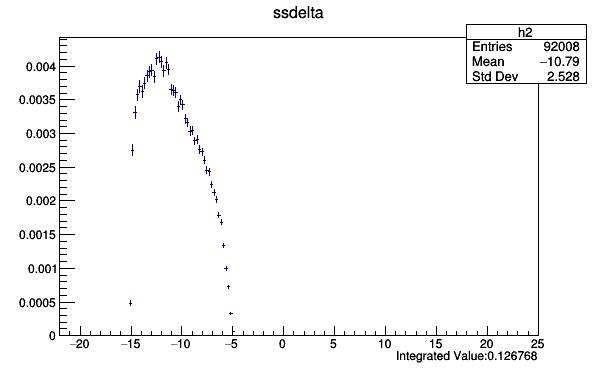 ssdelta
h2
Entries 92008
Mean −10.79
Std Dev 2.528
0.004
0.0035
0.003
0.0025
0.002
0.0015
0.001
0.0005
0
−20 −15 −10 −5 0 5 10 15 20 25
Integrated Value:0.126768